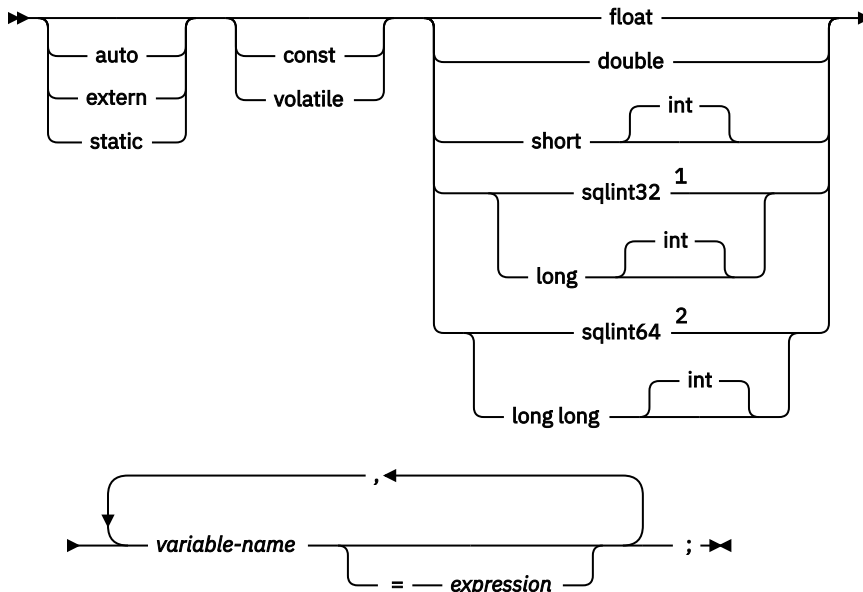 float
auto const double
extern volatile
int
static short
1
sqlint32
int
long
2
sqlint64
int
long long
,
variable-name ;
= expression